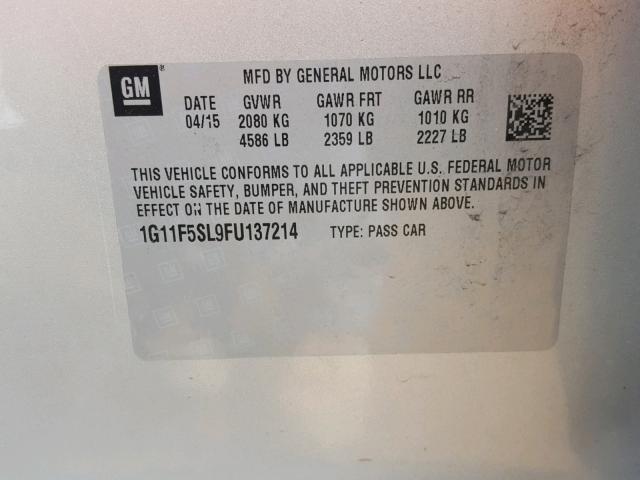 GM ®
MFD BY GENERAL MOTORS LLC
DATE GVWR GAWR FRT GAWR RR
04/15 2080 KG 1070 KG 1010 KG
4586 LB 2359 LB 2227 LB
THIS VEHICLE CONFORMS TO ALL APPLICABLE U.S. FEDERAL MOTOR
VEHICLE SAFETY, BUMPER, AND THEFT PREVENTION STANDARDS IN
EFFECT ON THE DATE OF MANUFACTURE SHOWN ABOVE.
1G11F5SL9FU137214 TYPE: PASS CAR